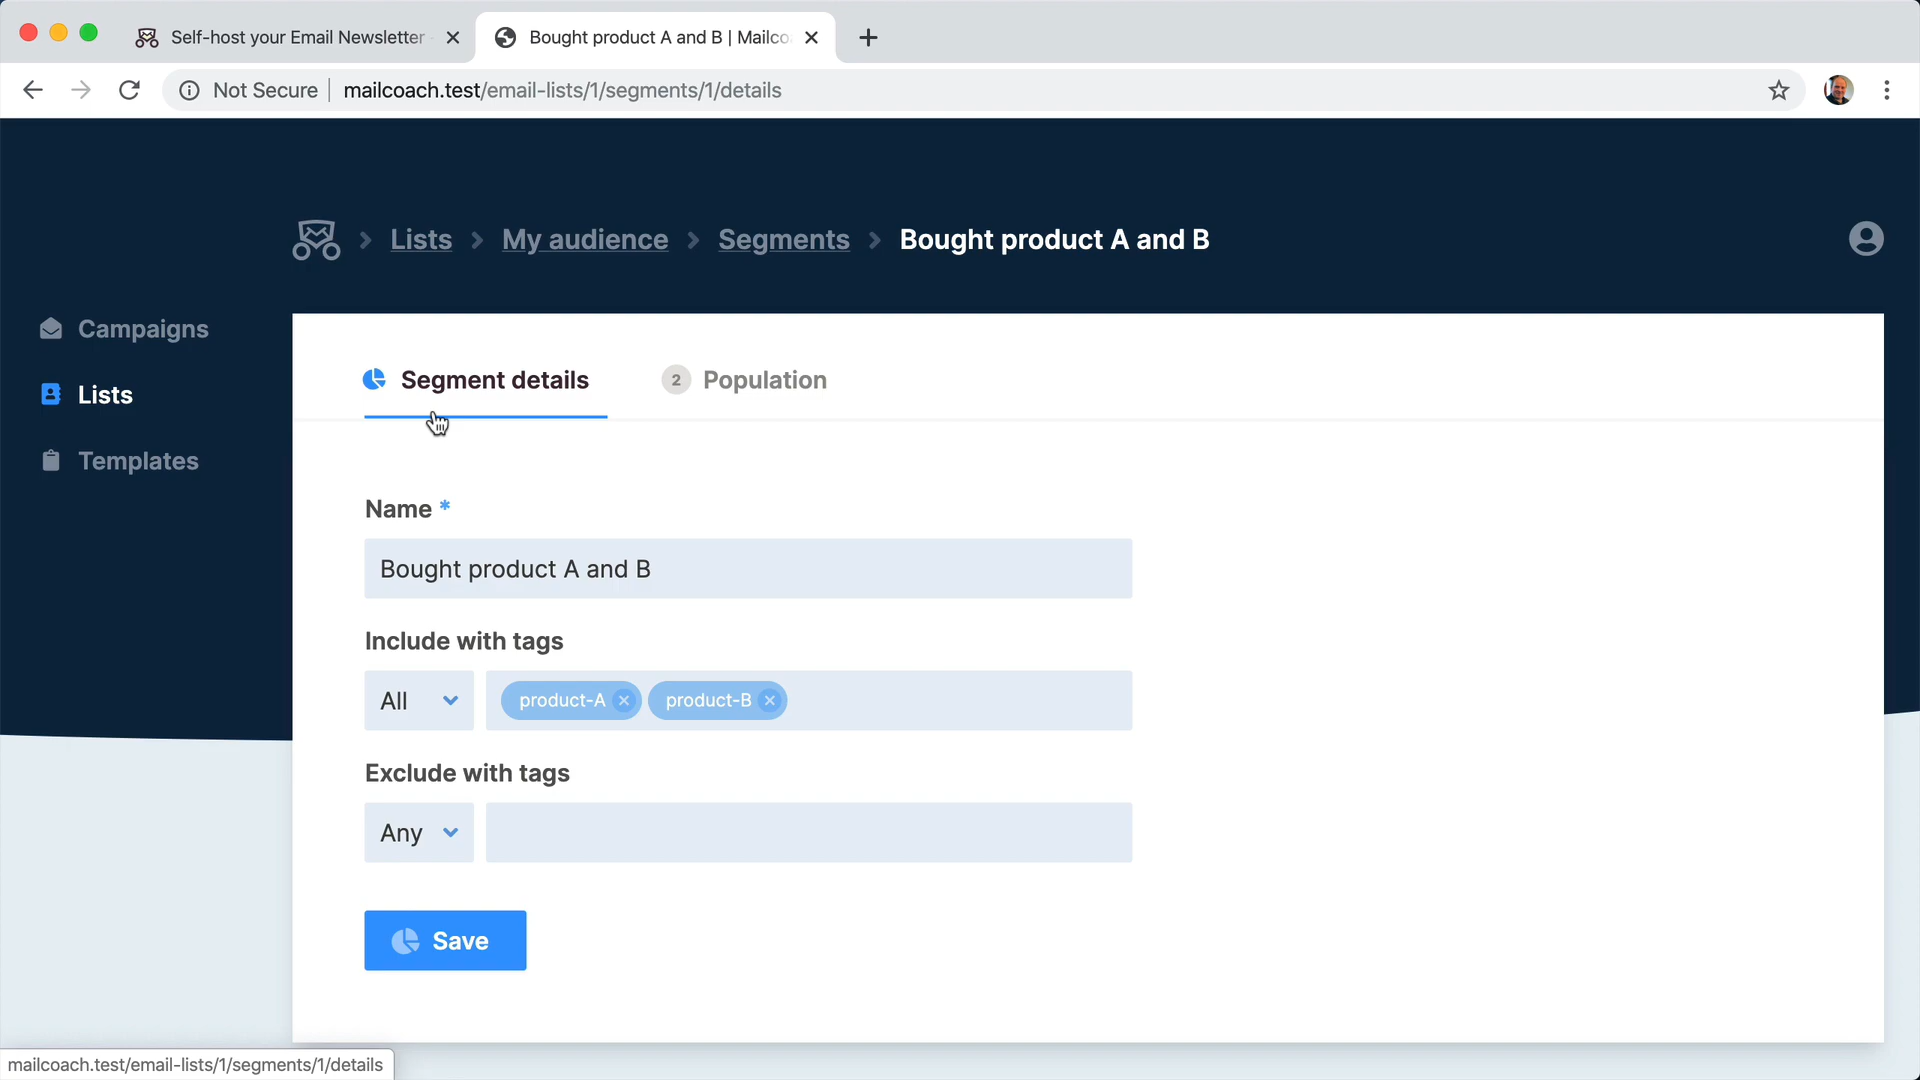 Self-host your Email Newsletter
Bought product A and B | Mailco
Not Secure
mailcoach.test/email-lists/1/segments/1/details
Lists
My audience
Segments
Bought product A and B
Campaigns
Lists
Templates
Segment details
2 Population
Name *
Bought product A and B
Include with tags
All
product-A
product-B
Exclude with tags
Any
Save
mailcoach.test/email-lists/1/segments/1/details